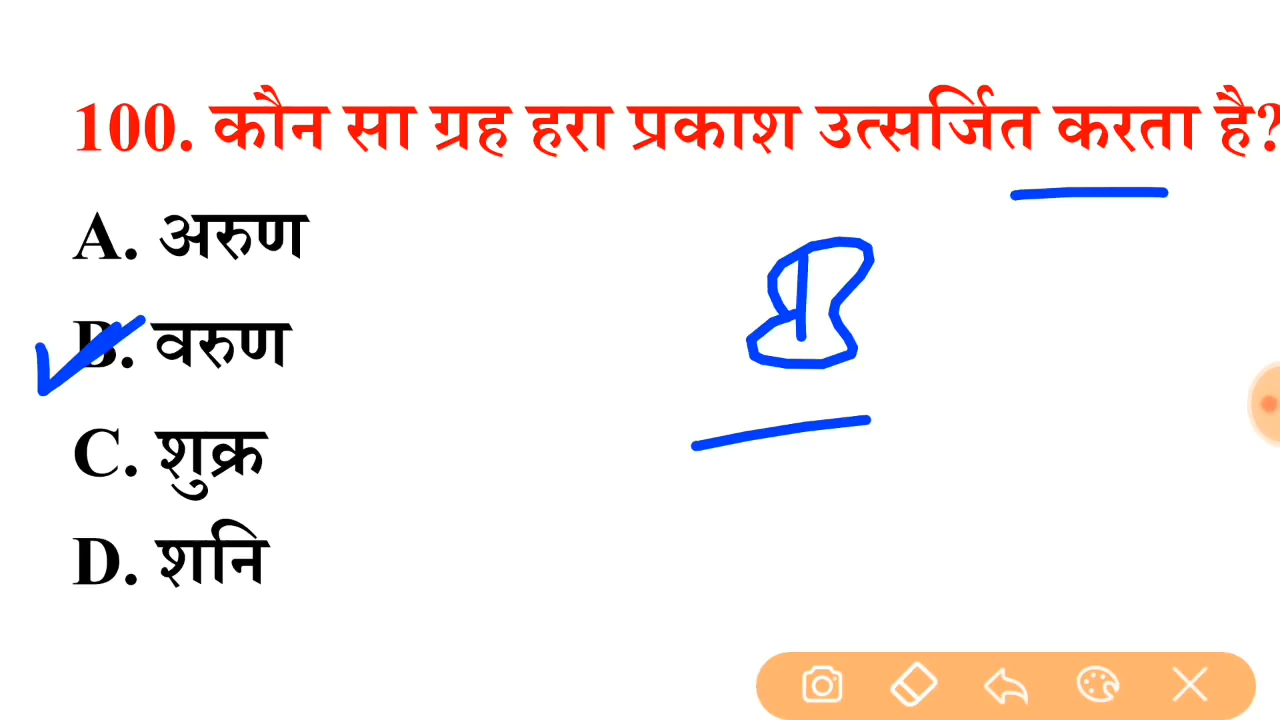 100. कौन सा ग्रह हरा प्रकाश उत्सर्जित करता है?
A. अरुण
B. वरुण
C. शुक्र
D. शनि